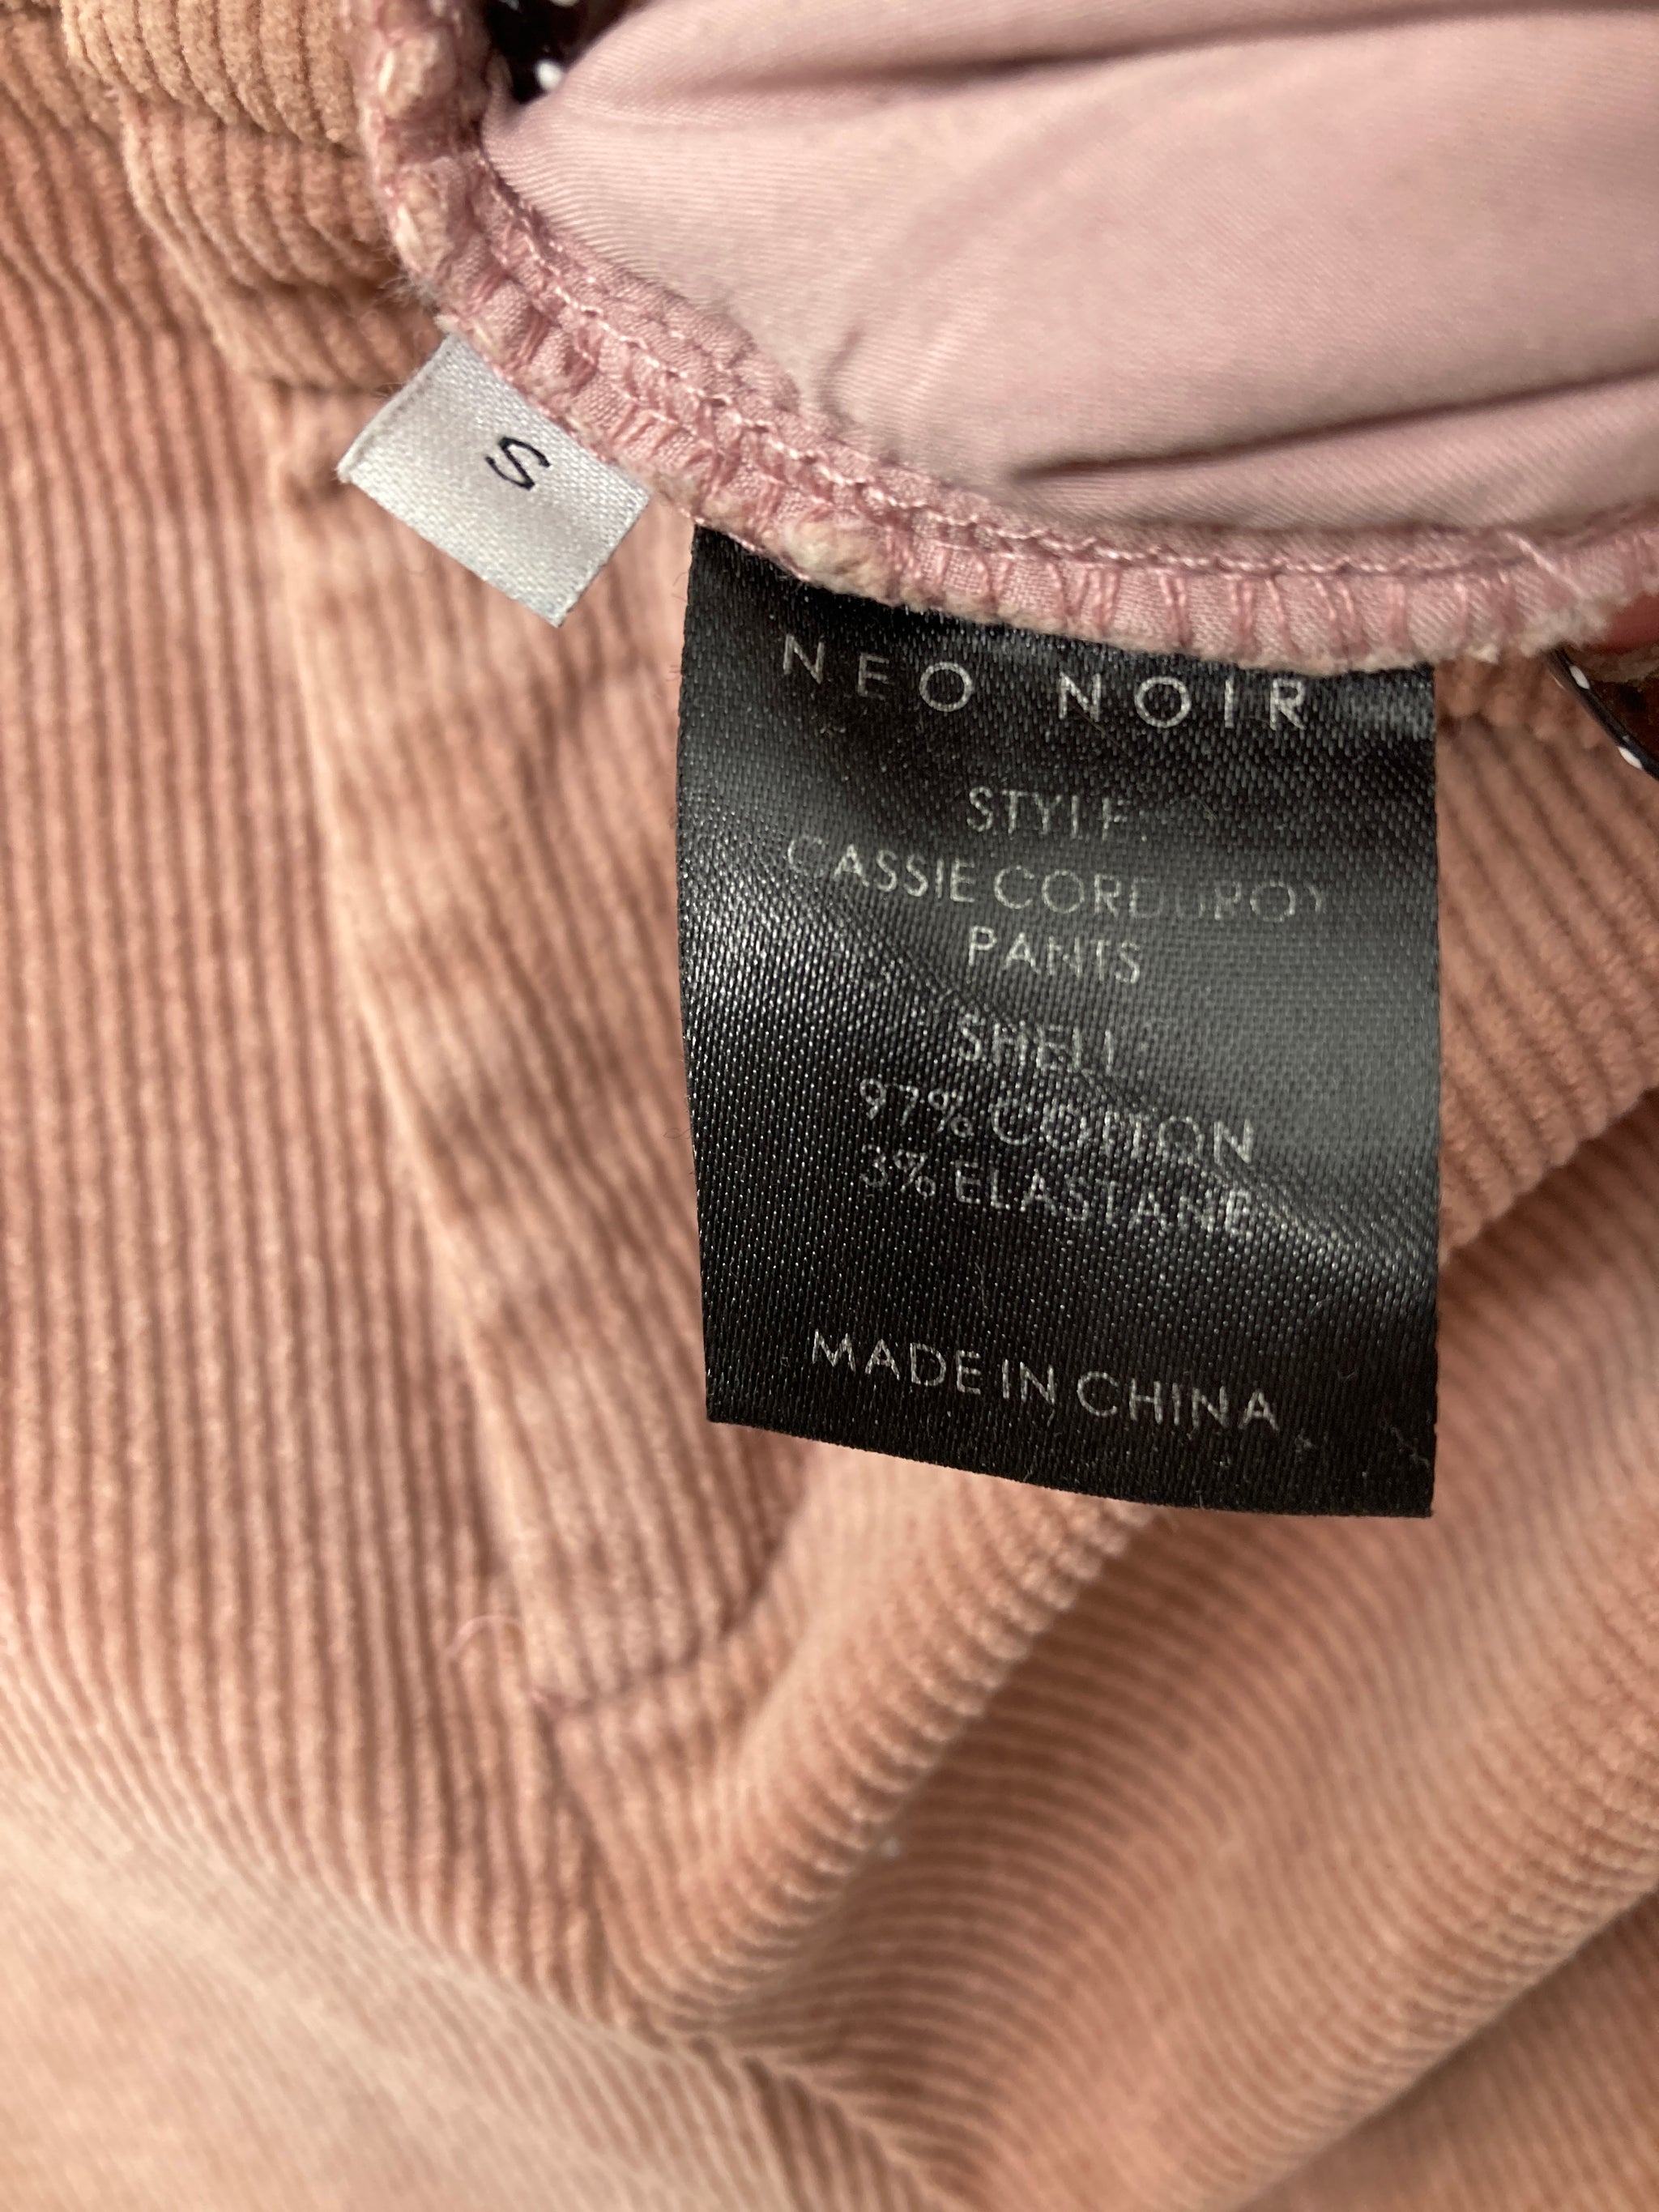 S
NEO NOIR
STYLE:
CASSIE CORDUROY
PANTS
SHELL:
97% COTTON
3% ELASTANE
MADE IN CHINA